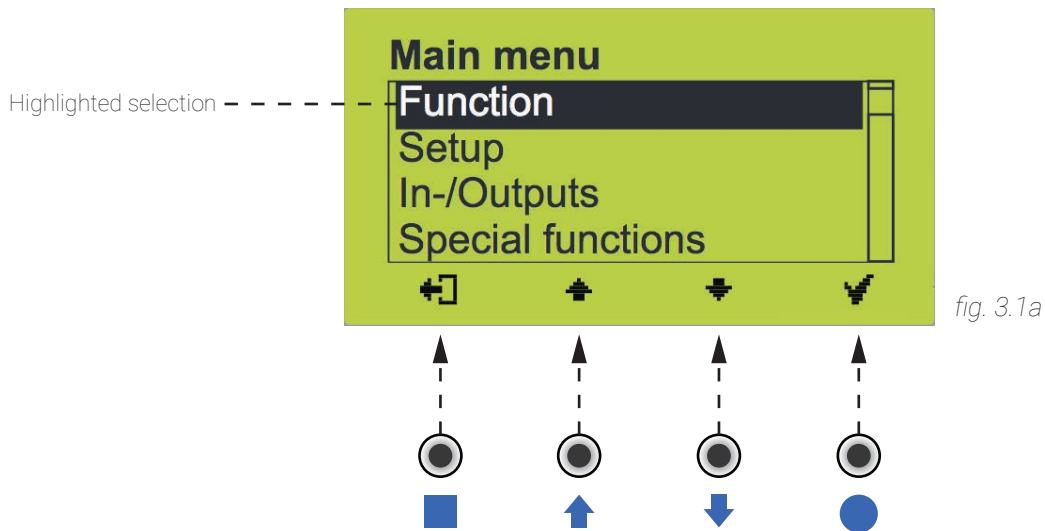 Main menu
Highlighted selection
Function
Setup
In-/Outputs
Special functions
fig. 3.1a